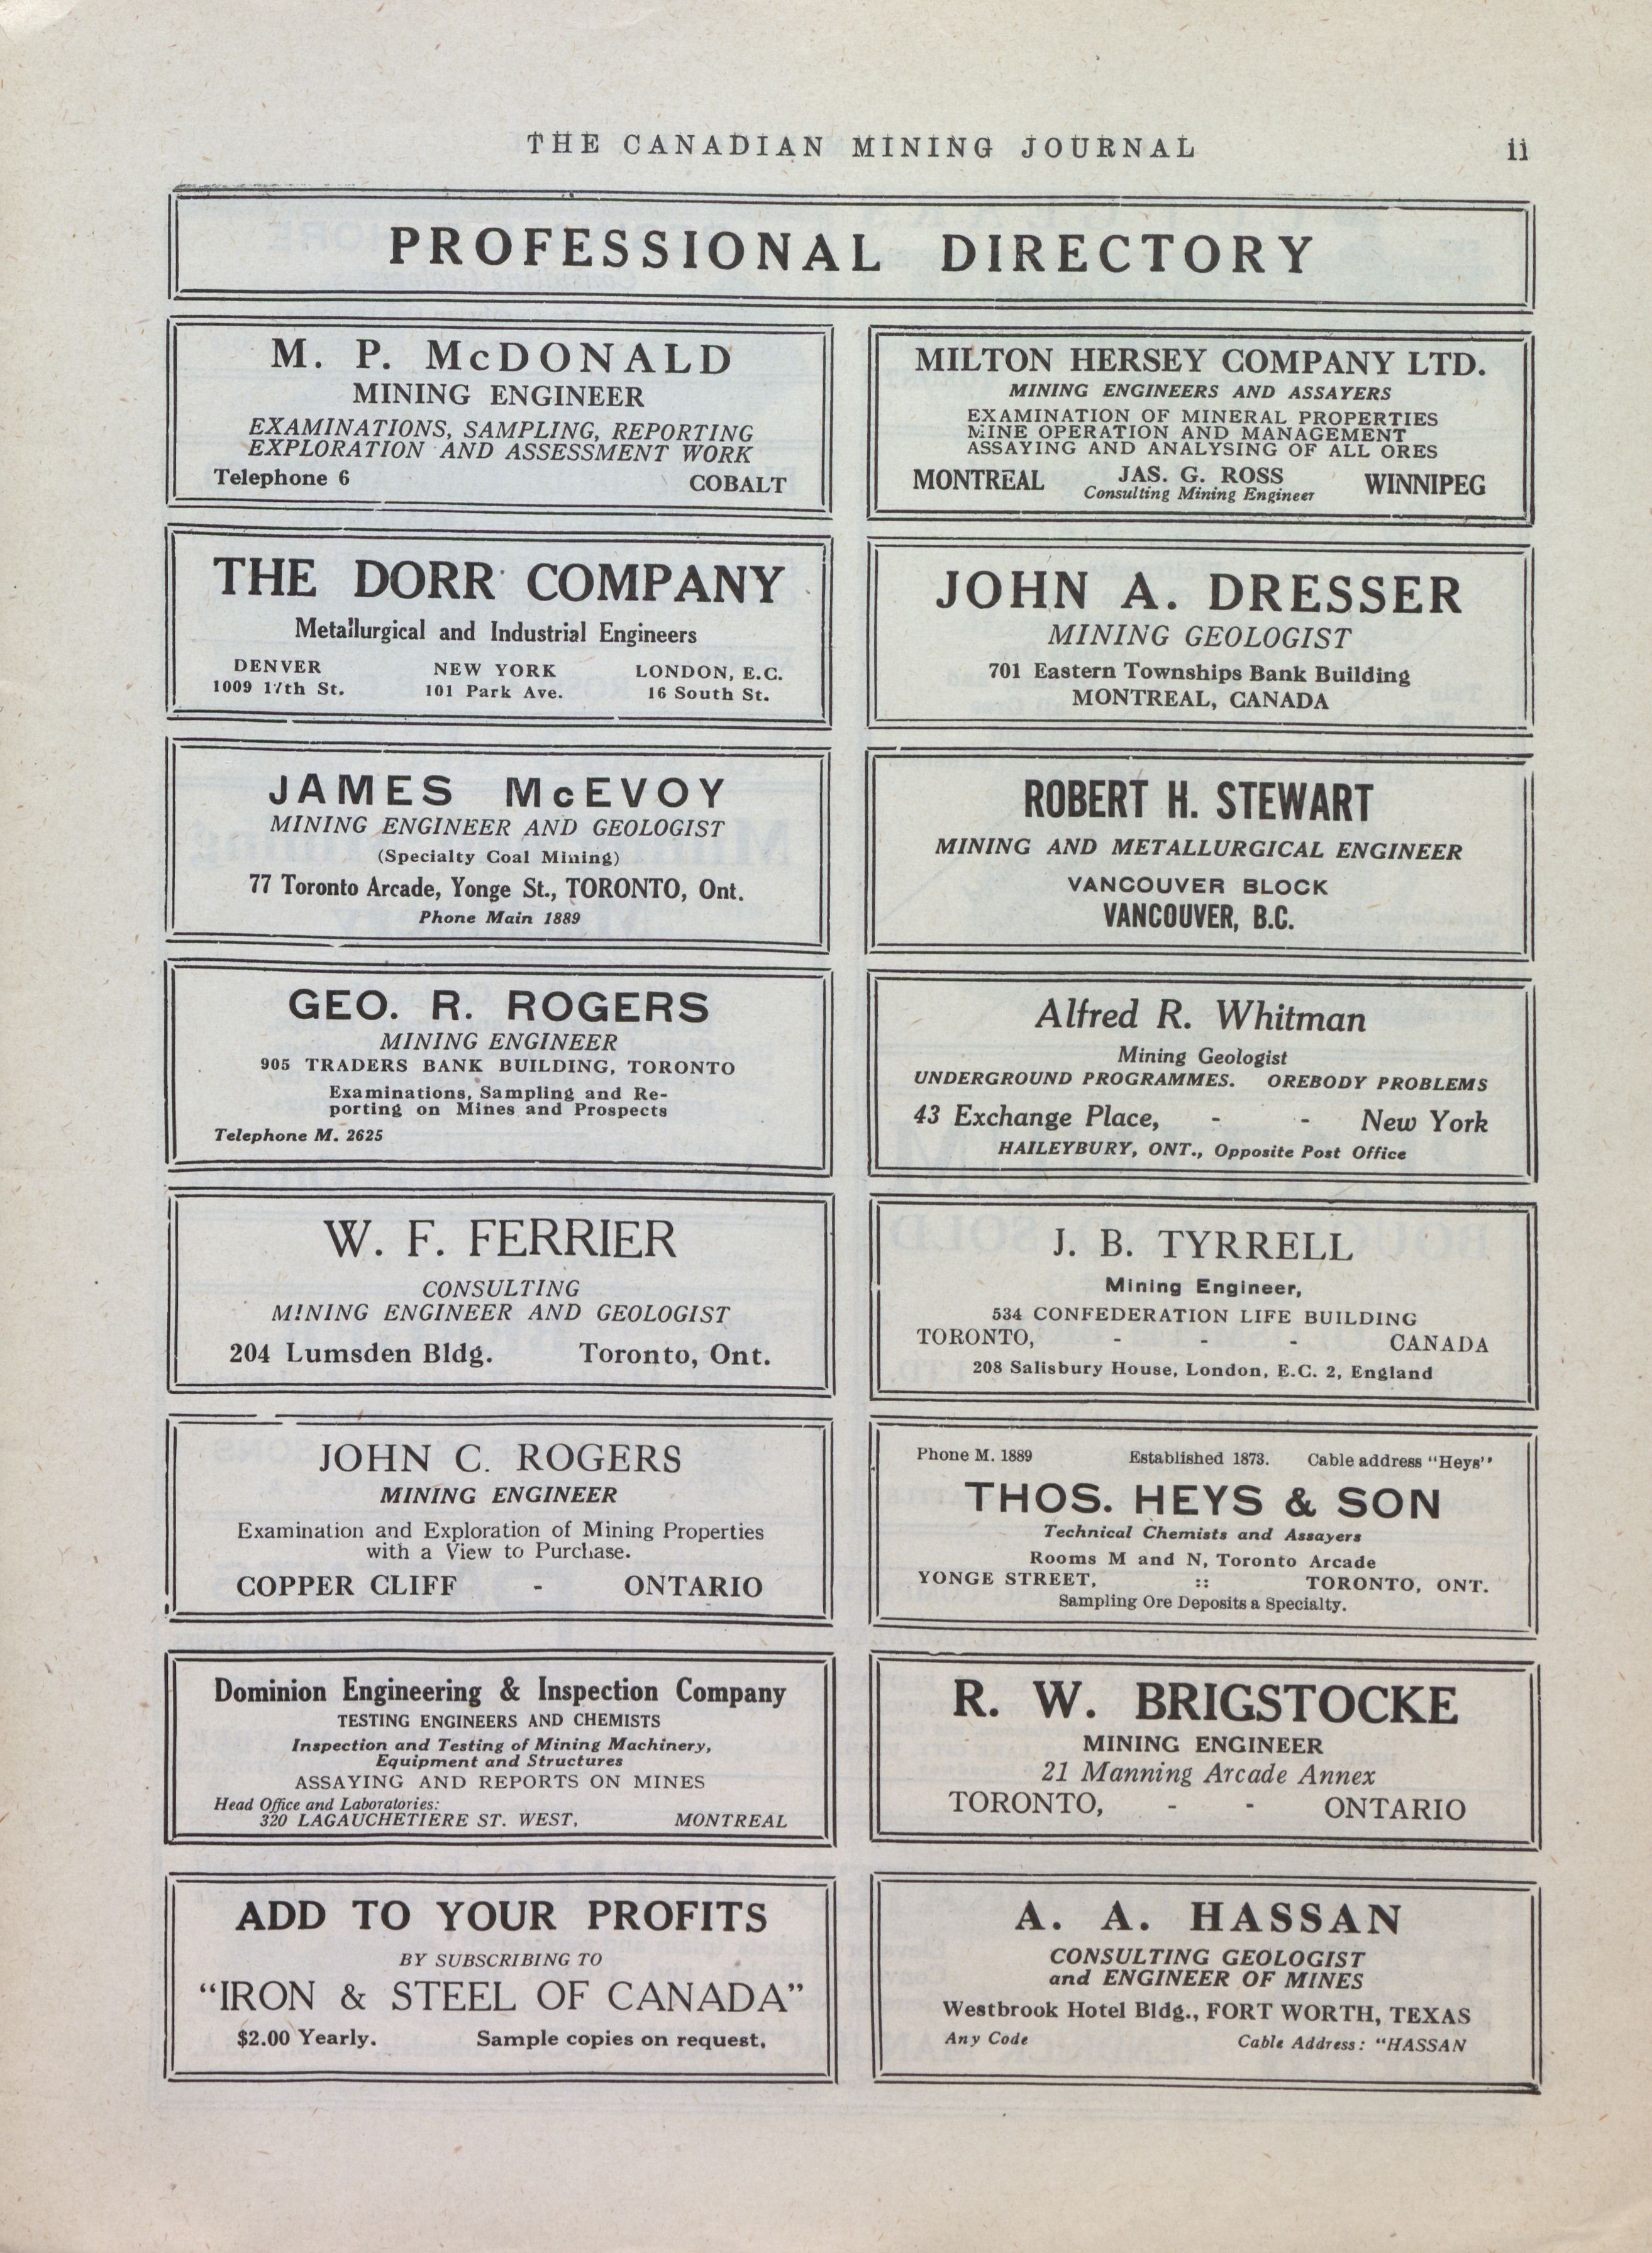 THE CANADIAN MINING JOURNAL ii
PROFESSIONAL DIRECTORY
M. P. McDONALD
MINING ENGINEER
EXAMINATIONS, SAMPLING, REPORTING
EXPLORATION AND ASSESSMENT WORK
Telephone 6 COBALT
MILTON HERSEY COMPANY LTD.
MINING ENGINEERS AND ASSAYERS
EXAMINATION OF MINERAL PROPERTIES
MINE OPERATION AND MANAGEMENT
ASSAYING AND ANALYSING OF ALL ORES
MONTREAL JAS. G. ROSS WINNIPEG
Consulting Mining Engineer
THE DORR COMPANY
Metallurgical and Industrial Engineers
DENVER NEW YORK LONDON, E.C.
1009 17th St. 101 Park Ave. 16 South St.
JOHN A. DRESSER
MINING GEOLOGIST
701 Eastern Townships Bank Building
MONTREAL, CANADA
JAMES McEVOY
MINING ENGINEER AND GEOLOGIST
(Specialty Coal Mining)
77 Toronto Arcade, Yonge St., TORONTO, Ont.
Phone Main 1889
ROBERT H. STEWART
MINING AND METALLURGICAL ENGINEER
VANCOUVER BLOCK
VANCOUVER, B.C.
GEO. R. ROGERS
MINING ENGINEER
905 TRADERS BANK BUILDING, TORONTO
Examinations, Sampling and Re-
porting on Mines and Prospects
Telephone M. 2625
Alfred R. Whitman
Mining Geologist
UNDERGROUND PROGRAMMES. OREBODY PROBLEMS
43 Exchange Place, - - New York
HAILEYBURY, ONT., Opposite Post Office
W. F. FERRIER
CONSULTING
MINING ENGINEER AND GEOLOGIST
204 Lumsden Bldg. Toronto, Ont.
J. B. TYRRELL
Mining Engineer,
534 CONFEDERATION LIFE BUILDING
TORONTO, - - - CANADA
208 Salisbury House, London, E.C. 2, England
JOHN C. ROGERS
MINING ENGINEER
Examination and Exploration of Mining Properties
with a View to Purchase.
COPPER CLIFF - ONTARIO
Phone M. 1889 Established 1873. Cable address "Heys"
THOS. HEYS & SON
Technical Chemists and Assayers
Rooms M and N, Toronto Arcade
YONGE STREET, :: TORONTO, ONT.
Sampling Ore Deposits a Specialty.
Dominion Engineering & Inspection Company
TESTING ENGINEERS AND CHEMISTS
Inspection and Testing of Mining Machinery,
Equipment and Structures
ASSAYING AND REPORTS ON MINES
Head Office and Laboratories:
320 LAGAUCHETIERE ST. WEST, MONTREAL
R. W. BRIGSTOCKE
MINING ENGINEER
21 Manning Arcade Annex
TORONTO, - - ONTARIO
ADD TO YOUR PROFITS
BY SUBSCRIBING TO
"IRON & STEEL OF CANADA"
$2.00 Yearly. Sample copies on request.
A. A. HASSAN
CONSULTING GEOLOGIST
and ENGINEER OF MINES
Westbrook Hotel Bldg., FORT WORTH, TEXAS
Any Code Cable Address: "HASSAN